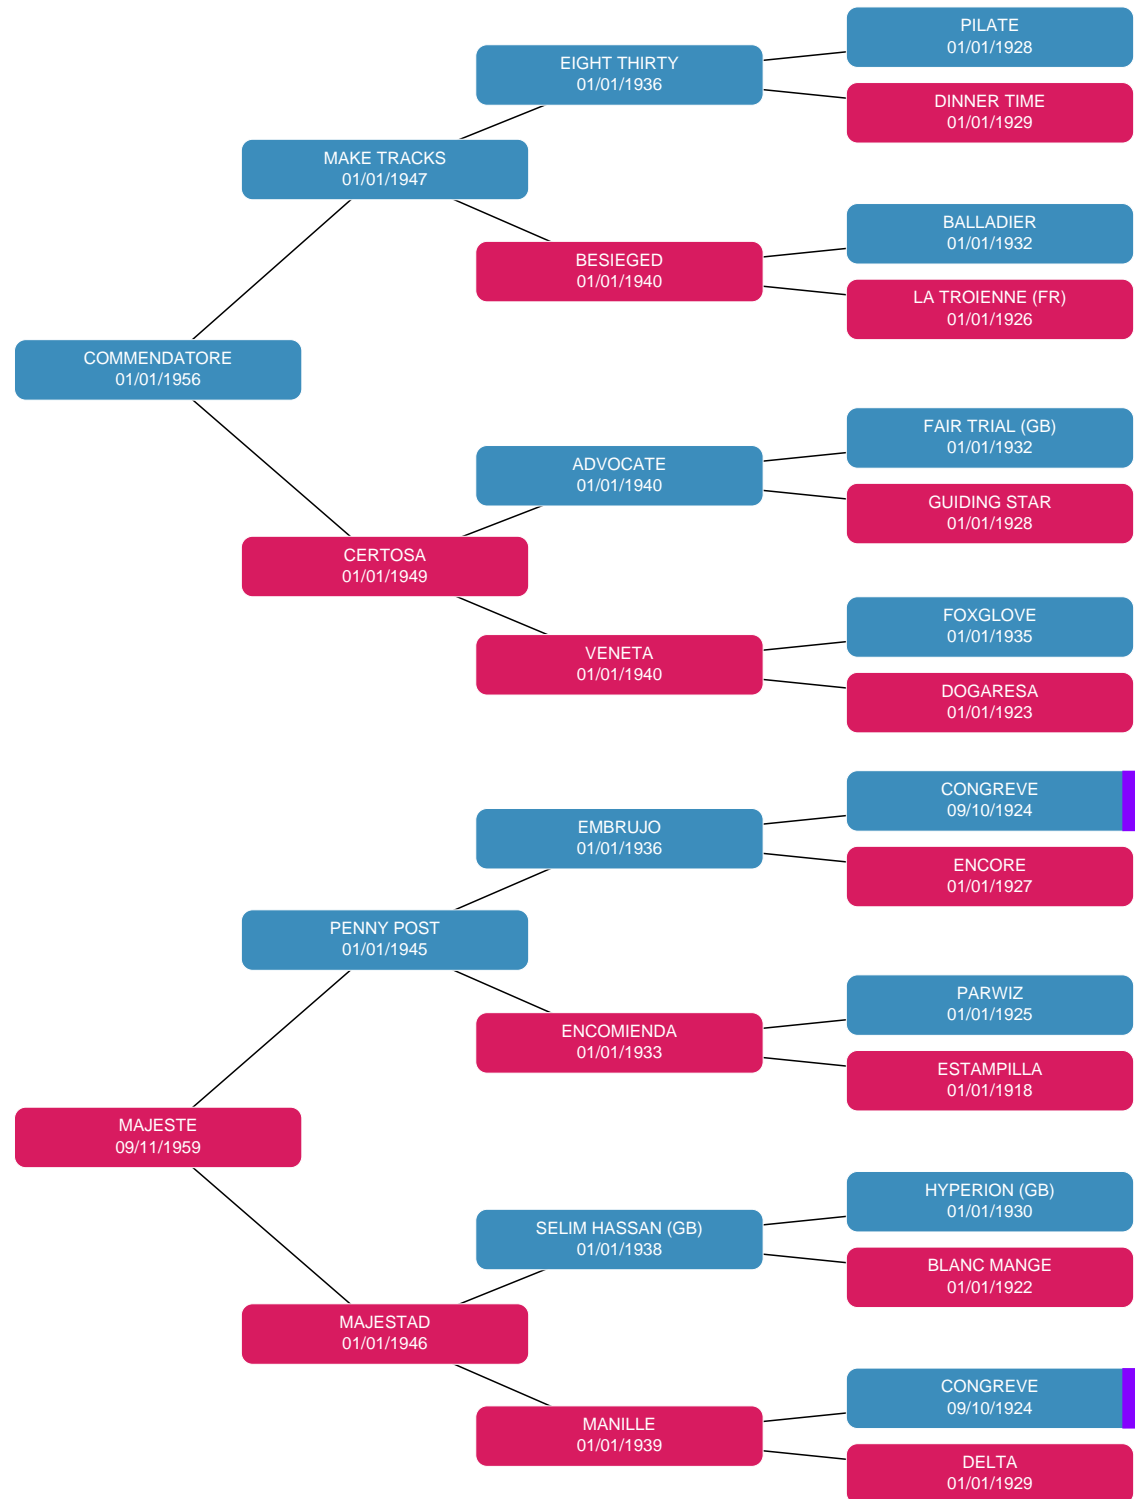 PILATE
01/01/1928
EIGHT THIRTY
01/01/1936
DINNER TIME
01/01/1929
MAKE TRACKS
01/01/1947
BALLADIER
01/01/1932
BESIEGED
01/01/1940
LA TROIENNE (FR)
01/01/1926
COMMENDATORE
01/01/1956
FAIR TRIAL (GB)
01/01/1932
ADVOCATE
01/01/1940
GUIDING STAR
01/01/1928
CERTOSA
01/01/1949
FOXGLOVE
01/01/1935
VENETA
01/01/1940
DOGARESA
01/01/1923
CONGREVE
09/10/1924
EMBRUJO
01/01/1936
ENCORE
01/01/1927
PENNY POST
01/01/1945
PARWIZ
01/01/1925
ENCOMIENDA
01/01/1933
ESTAMPILLA
01/01/1918
MAJESTE
09/11/1959
HYPERION (GB)
01/01/1930
SELIM HASSAN (GB)
01/01/1938
BLANC MANGE
01/01/1922
MAJESTAD
01/01/1946
CONGREVE
09/10/1924
MANILLE
01/01/1939
DELTA
01/01/1929